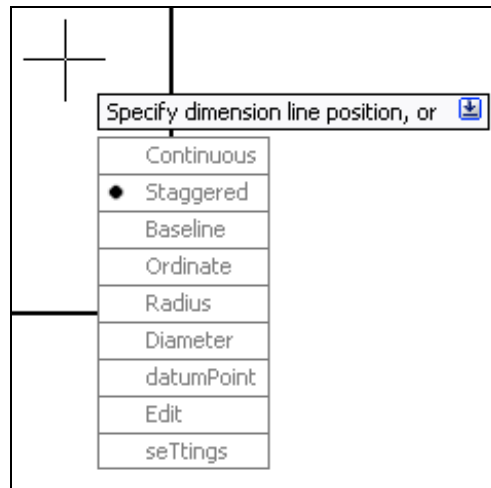 Specify dimension line position, or
Continuous
Staggered
Baseline
Ordinate
Radius
Diameter
datumPoint
Edit
seTtings